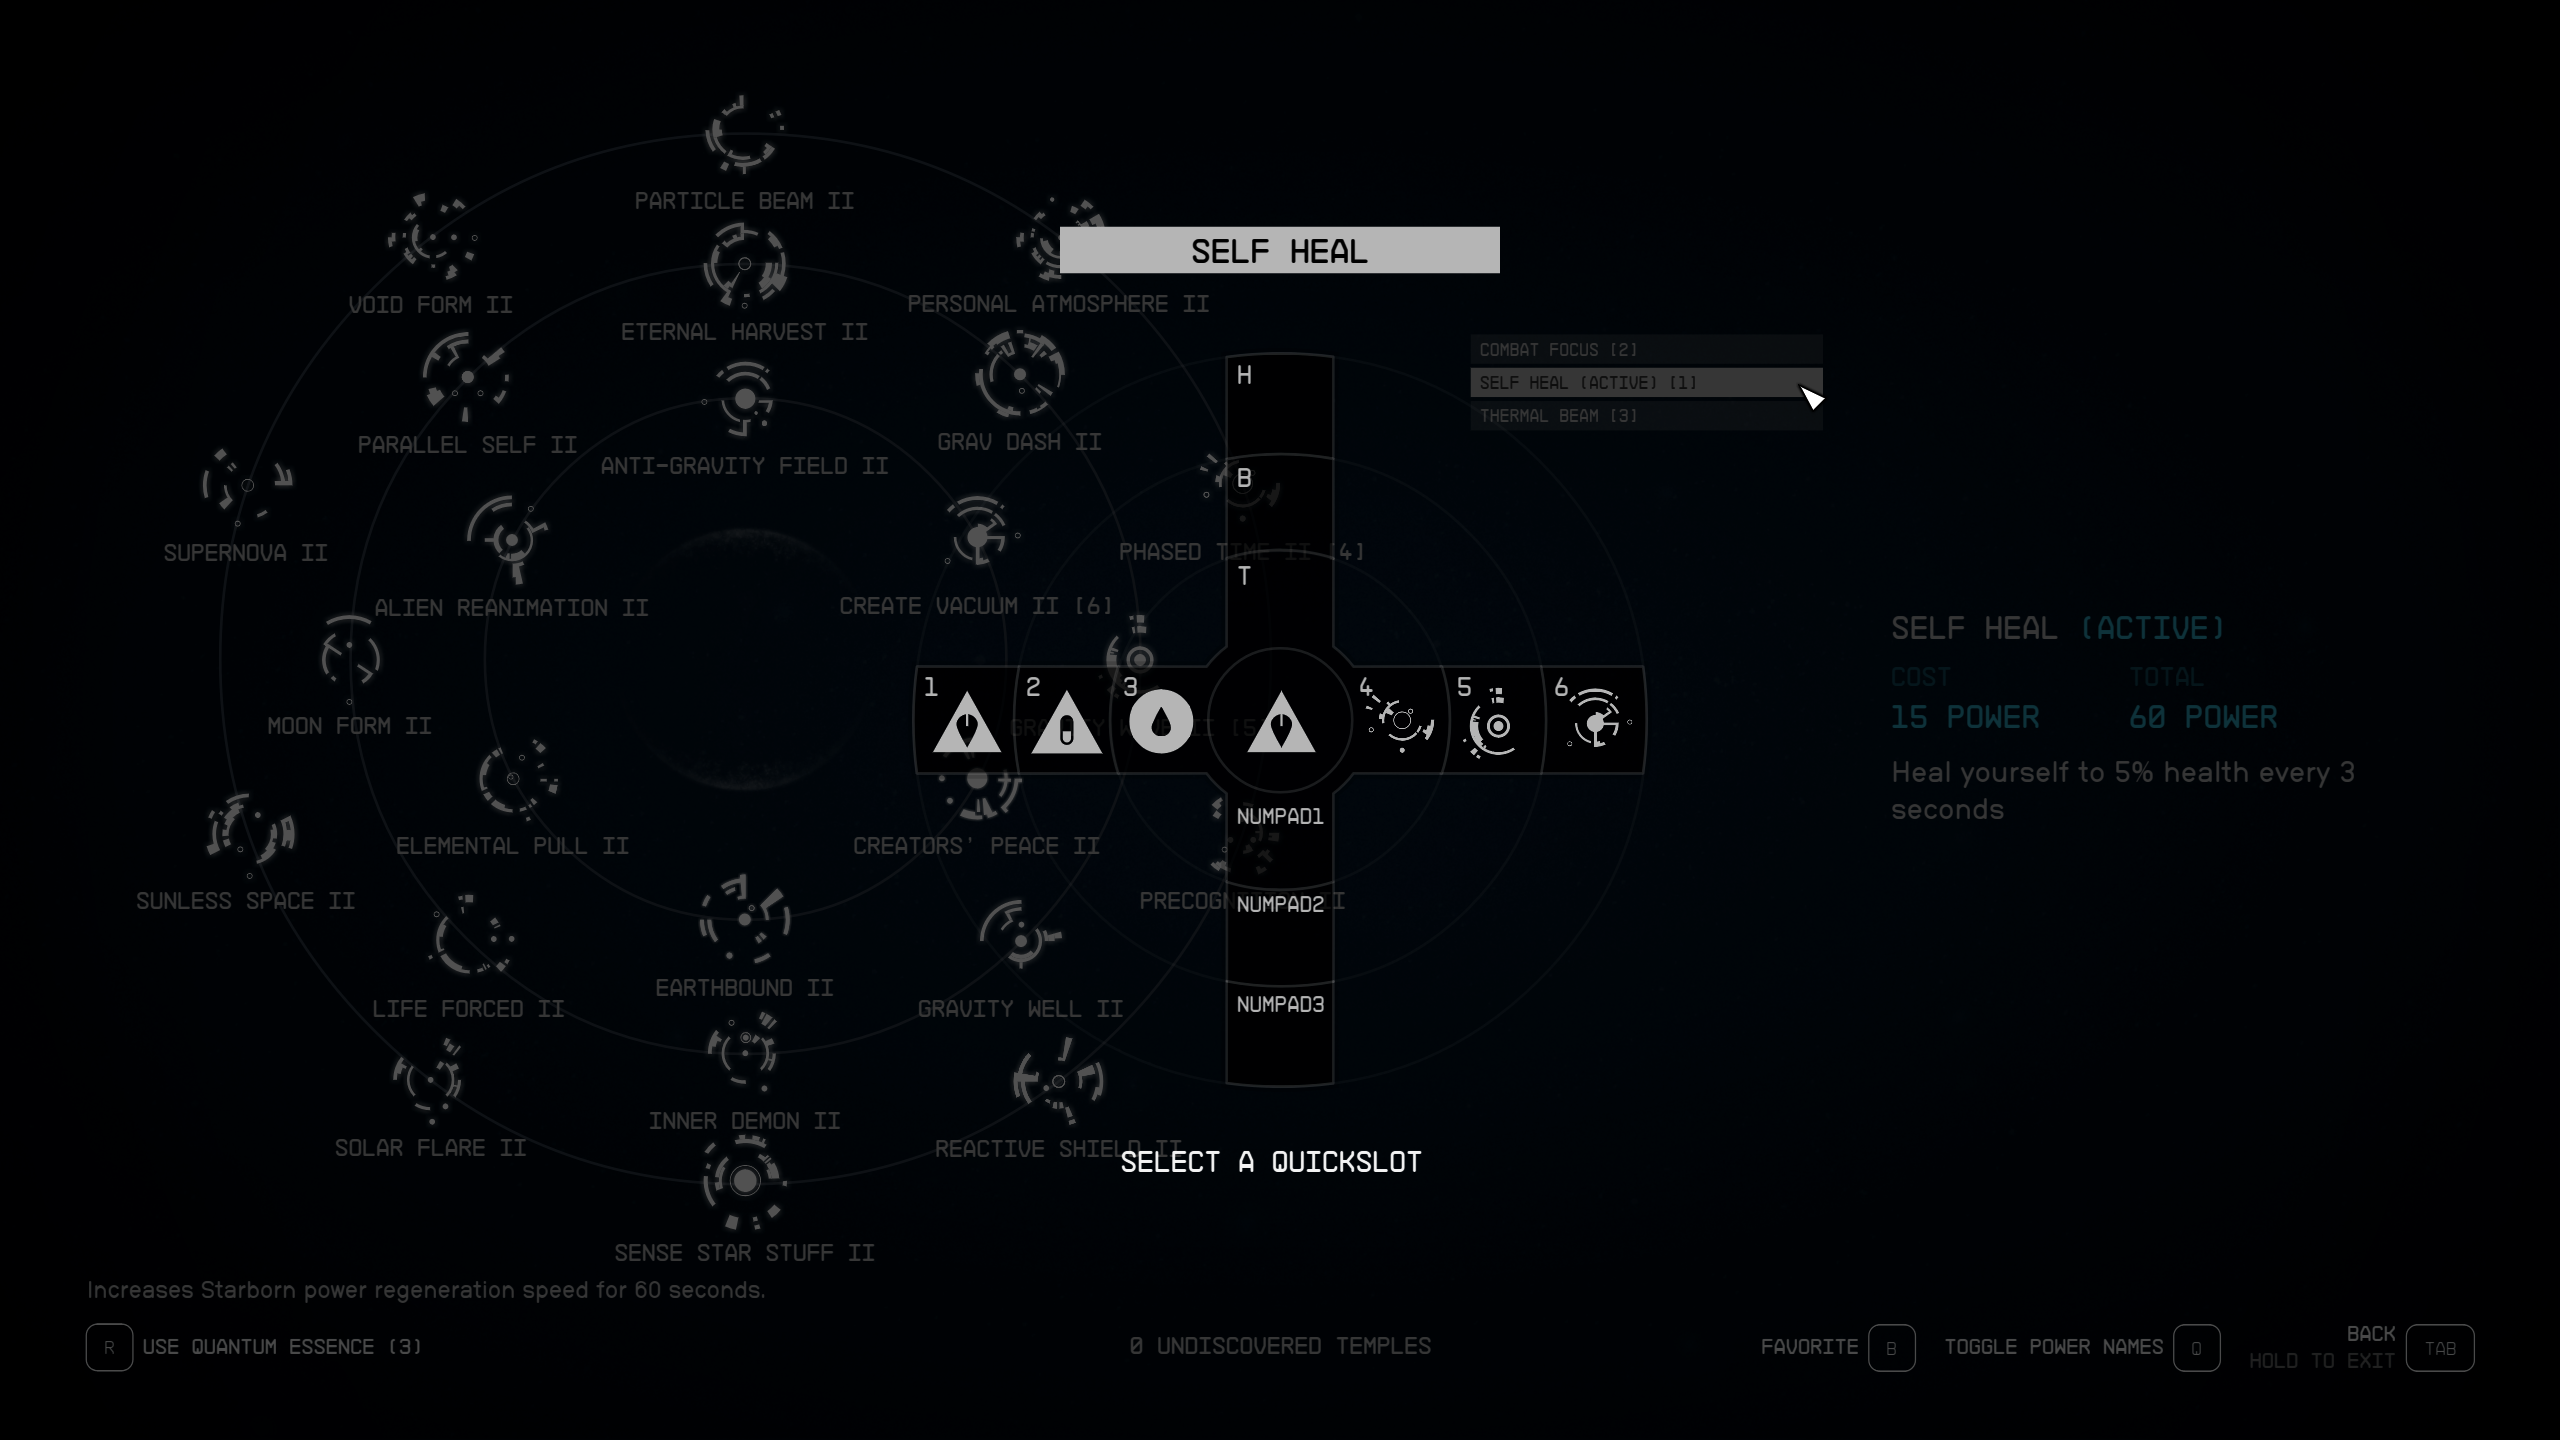 PARTICLE BEAM II
VOID FORM II
PERSONAL ATMOSPHERE II
SELF HEAL
ETERNAL HARVEST II
COMBAT FOCUS [2]
SELF HEAL (ACTIVE) [1]
THERMAL BEAM [3]
PARALLEL SELF II
ANTI-GRAVITY FIELD II
GRAV DASH II
SUPERNOVA II
ALIEN REANIMATION II
CREATE VACUUM II [6]
PHASED TIME II [4]
MOON FORM II
GRAVITY WAVE II [5]
ELEMENTAL PULL II
CREATORS' PEACE II
SUNLESS SPACE II
PRECOGNITION II
LIFE FORCED II
EARTHBOUND II
GRAVITY WELL II
SOLAR FLARE II
INNER DEMON II
REACTIVE SHIELD II
SENSE STAR STUFF II
H
B
T
1
2
3
4
5
6
NUMPAD1
NUMPAD2
NUMPAD3
SELECT A QUICKSLOT
SELF HEAL (ACTIVE)
COST TOTAL
15 POWER 60 POWER
Heal yourself to 5% health every 3
seconds
Increases Starborn power regeneration speed for 60 seconds.
R USE QUANTUM ESSENCE (3)
0 UNDISCOVERED TEMPLES
FAVORITE B
TOGGLE POWER NAMES Q
BACK TAB
HOLD TO EXIT